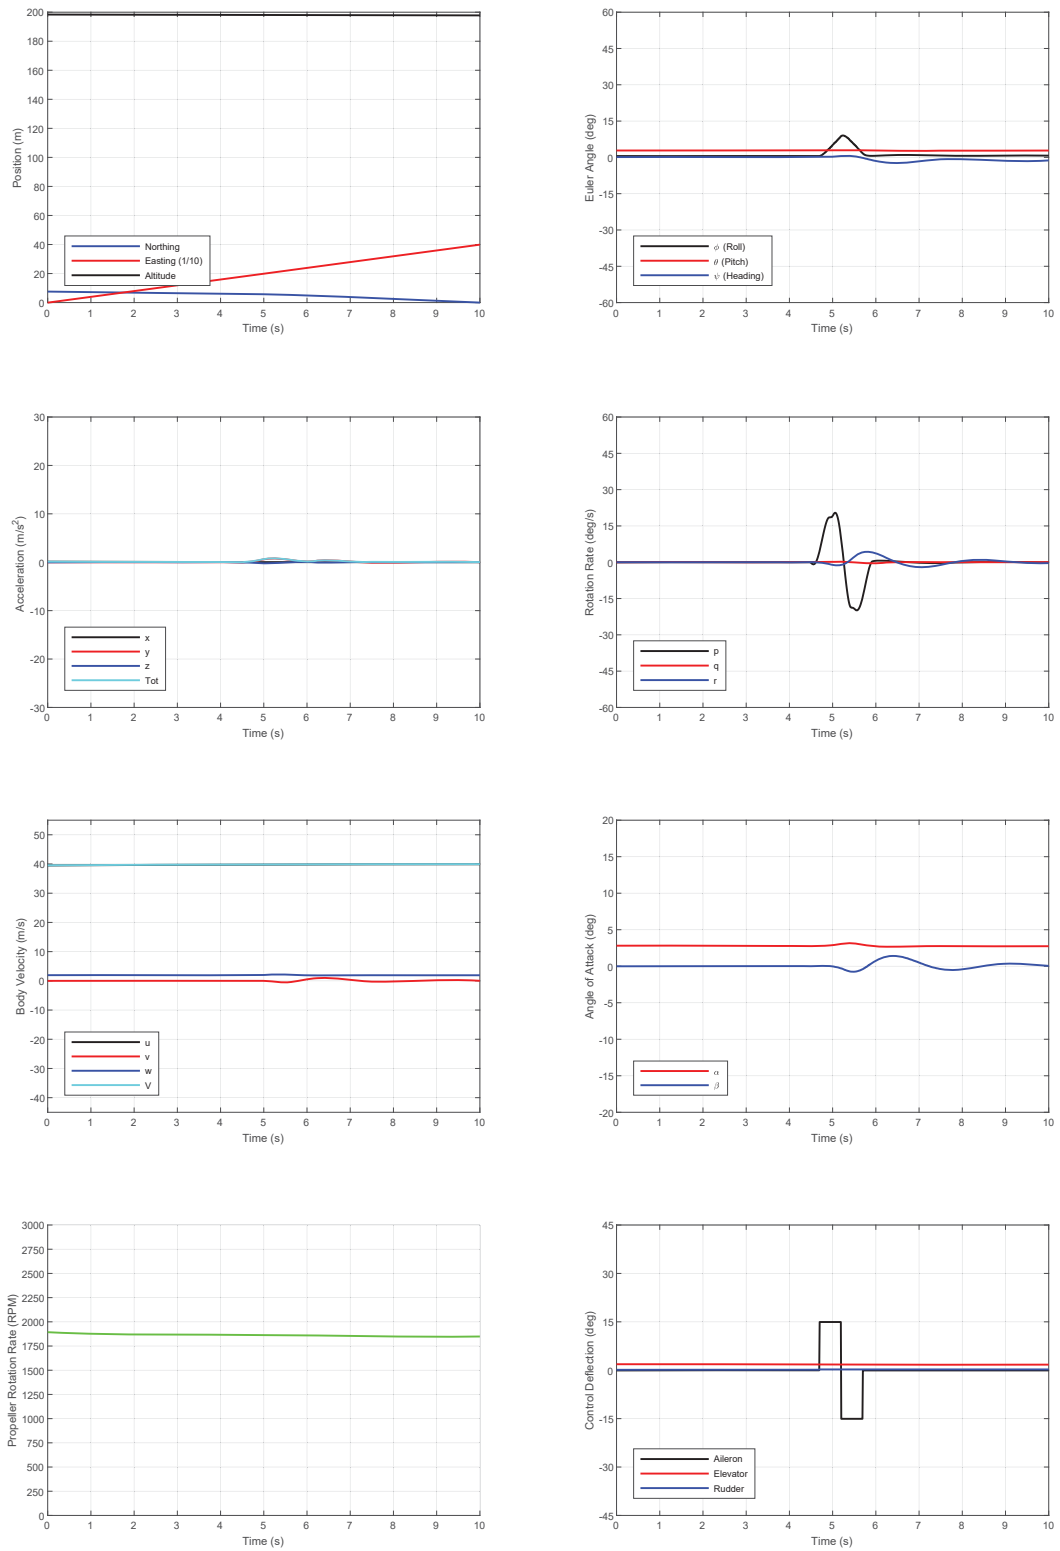 200
180
160
140
120
100
80
60
40
20
0
Position (m)
Northing
Easting (1/10)
Altitude
0 1 2 3 4 5 6 7 8 9 10
Time (s)
60
45
30
15
0
-15
-30
-45
-60
Euler Angle (deg)
ϕ (Roll)
θ (Pitch)
ψ (Heading)
0 1 2 3 4 5 6 7 8 9 10
Time (s)
30
20
10
0
-10
-20
-30
Acceleration (m/s²)
x
y
z
Tot
0 1 2 3 4 5 6 7 8 9 10
Time (s)
60
45
30
15
0
-15
-30
-45
-60
Rotation Rate (deg/s)
p
q
r
0 1 2 3 4 5 6 7 8 9 10
Time (s)
50
40
30
20
10
0
-10
-20
-30
-40
Body Velocity (m/s)
u
v
w
V
0 1 2 3 4 5 6 7 8 9 10
Time (s)
20
15
10
5
0
-5
-10
-15
-20
Angle of Attack (deg)
α
β
0 1 2 3 4 5 6 7 8 9 10
Time (s)
3000
2750
2500
2250
2000
1750
1500
1250
1000
750
500
250
0
Propeller Rotation Rate (RPM)
0 1 2 3 4 5 6 7 8 9 10
Time (s)
45
30
15
0
-15
-30
-45
Control Deflection (deg)
Aileron
Elevator
Rudder
0 1 2 3 4 5 6 7 8 9 10
Time (s)